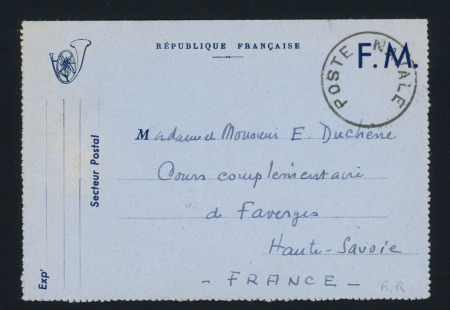 RÉPUBLIQUE FRANÇAISE
F.M.
POSTE NAVALE
Madame et Monsieur E. Duchêne
Cours complémentaire
de Faverges
Haute-Savoie
- FRANCE -
R.R
Secteur Postal
Exp^r